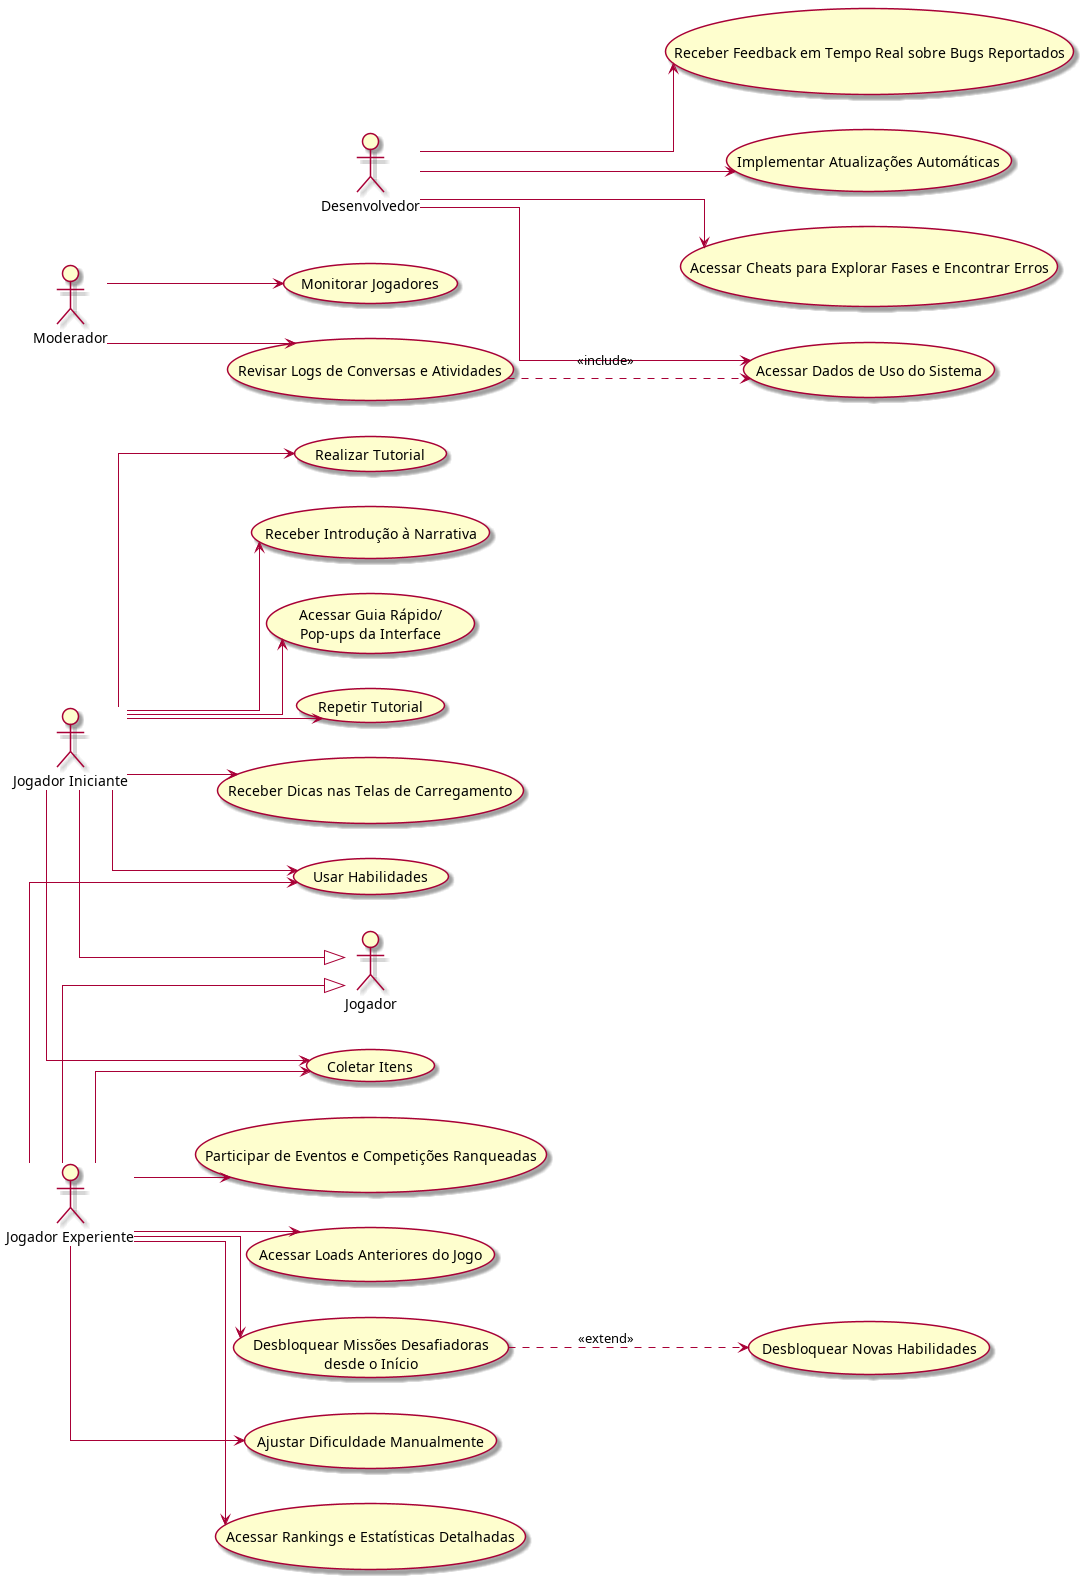 Receber Feedback em Tempo Real sobre Bugs Reportados
Implementar Atualizações Automáticas
Desenvolvedor
Acessar Cheats para Explorar Fases e Encontrar Erros
Monitorar Jogadores
Moderador
«include»
Revisar Logs de Conversas e Atividades
Acessar Dados de Uso do Sistema
Realizar Tutorial
Receber Introdução à Narrativa
Acessar Guia Rápido/
Pop-ups da Interface
Repetir Tutorial
Jogador Iniciante
Receber Dicas nas Telas de Carregamento
Usar Habilidades
Jogador
Coletar Itens
Participar de Eventos e Competições Ranqueadas
Jogador Experiente
Acessar Loads Anteriores do Jogo
«extend»
Desbloquear Missões Desafiadoras
desde o Início
Desbloquear Novas Habilidades
Ajustar Dificuldade Manualmente
Acessar Rankings e Estatísticas Detalhadas